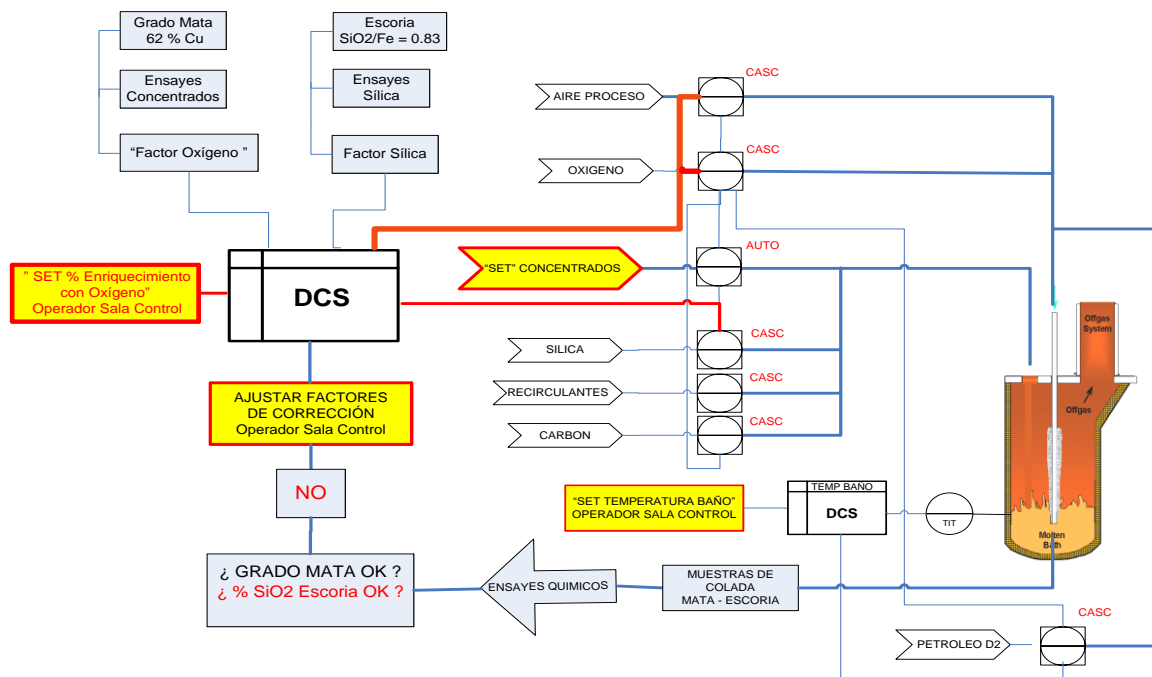 Grado Mata
62 % Cu
Ensayes
Concentrados
“Factor Oxígeno ”
Escoria
SiO2/Fe = 0.83
Ensayes
Sílica
Factor Sílica
" SET % Enriquecimiento
con Oxígeno”
Operador Sala Control
DCS
AJUSTAR FACTORES
DE CORRECCIÓN
Operador Sala Control
NO
¿ GRADO MATA OK ?
¿ % SiO2 Escoria OK ?
ENSAYES QUIMICOS
MUESTRAS DE
COLADA
MATA - ESCORIA
AIRE PROCESO
CASC
OXIGENO
CASC
“SET” CONCENTRADOS
AUTO
SILICA
CASC
RECIRCULANTES
CASC
CARBON
CASC
“SET TEMPERATURA BAÑO”
OPERADOR SALA CONTROL
TEMP BAÑO
DCS
TIT
Offgas
System
Offgas
Molten
Bath
PETROLEO D2
CASC